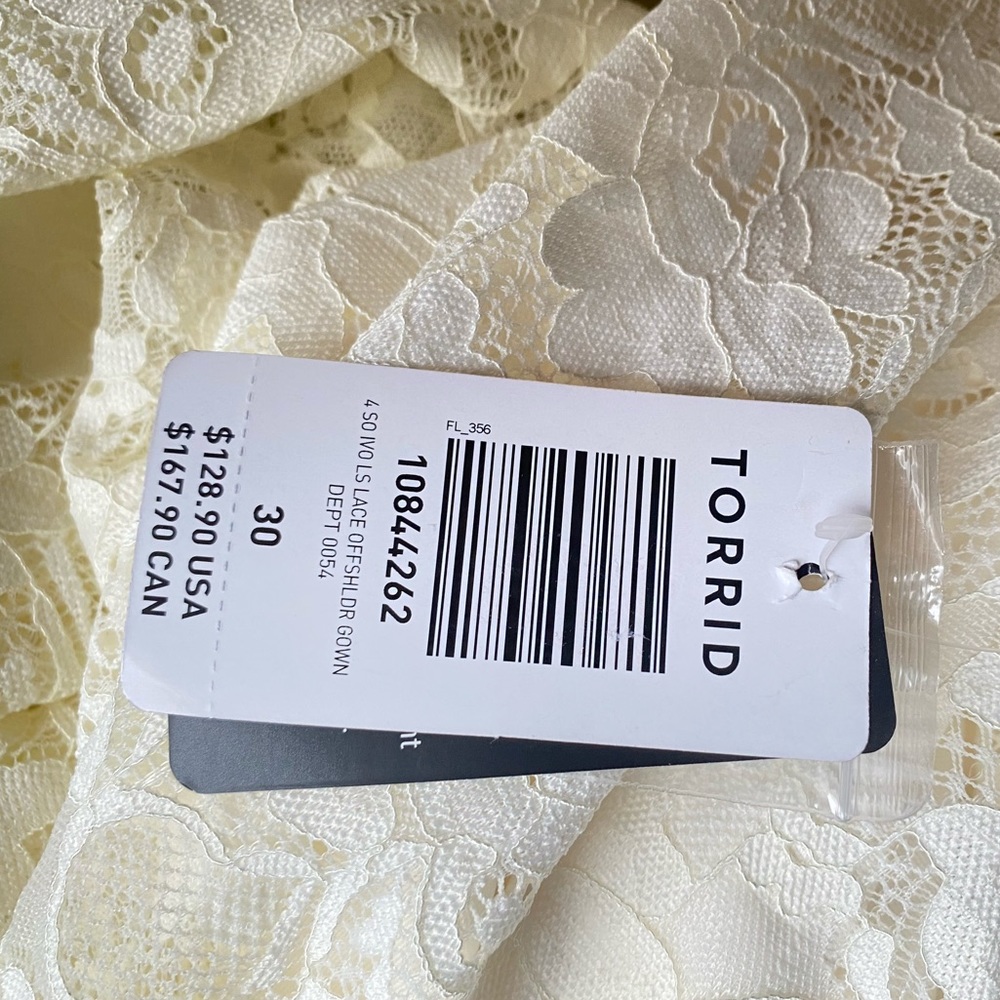 TORRID
FL_356
10844262
4 SO IVO LS LACE OFFSHLDR GOWN
DEPT 0054
30
$128.90 USA
$167.90 CAN